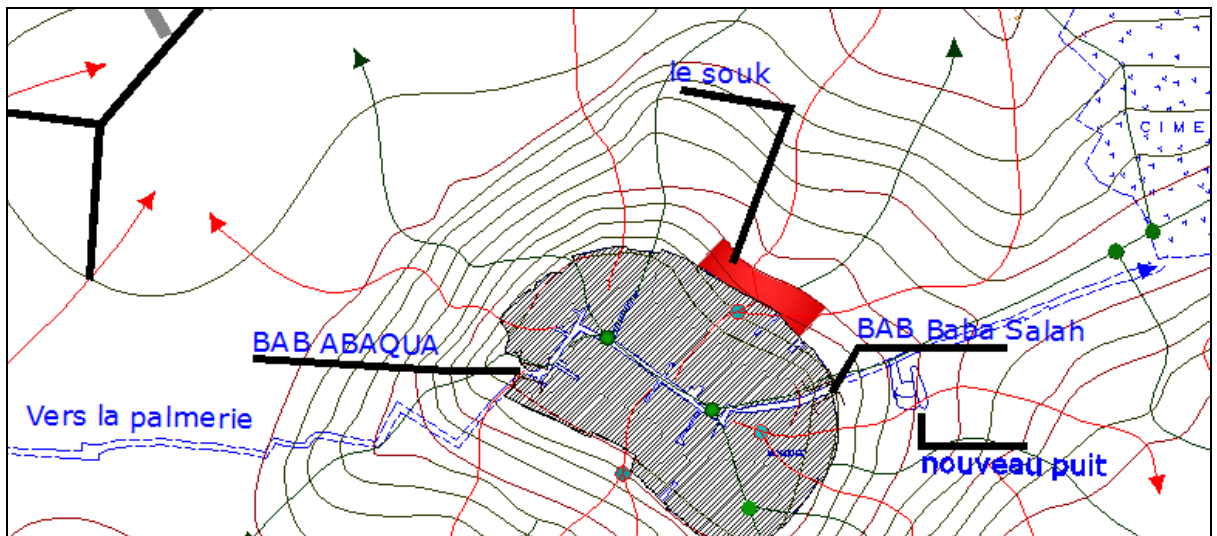 le souk
CIME
BAB ABAQUA
BAB Baba Salah
Vers la palmerie
nouveau puit